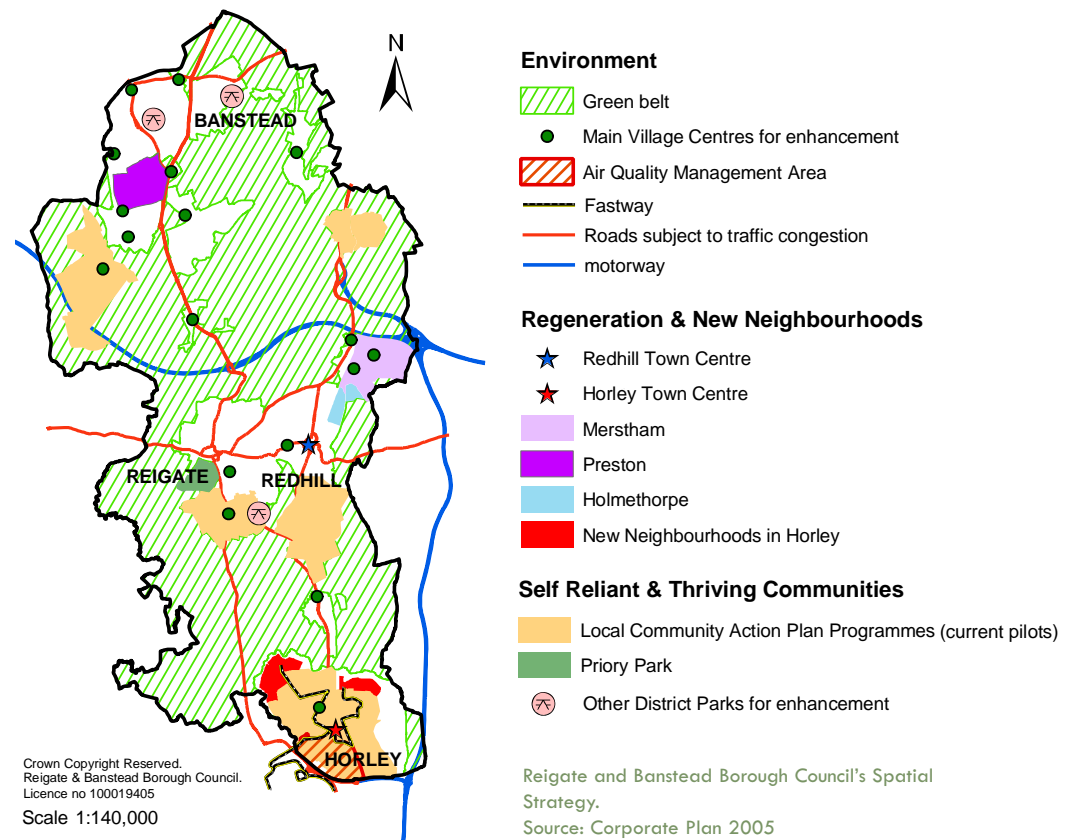 N
BANSTEAD
REIGATE
REDHILL
HORLEY
Crown Copyright Reserved.
Reigate & Banstead Borough Council.
Licence no 100019405
Scale 1:140,000
Environment
Green belt
Main Village Centres for enhancement
Air Quality Management Area
Fastway
Roads subject to traffic congestion
motorway
Regeneration & New Neighbourhoods
Redhill Town Centre
Horley Town Centre
Merstham
Preston
Holmethorpe
New Neighbourhoods in Horley
Self Reliant & Thriving Communities
Local Community Action Plan Programmes (current pilots)
Priory Park
Other District Parks for enhancement
Reigate and Banstead Borough Council's Spatial
Strategy.
Source: Corporate Plan 2005